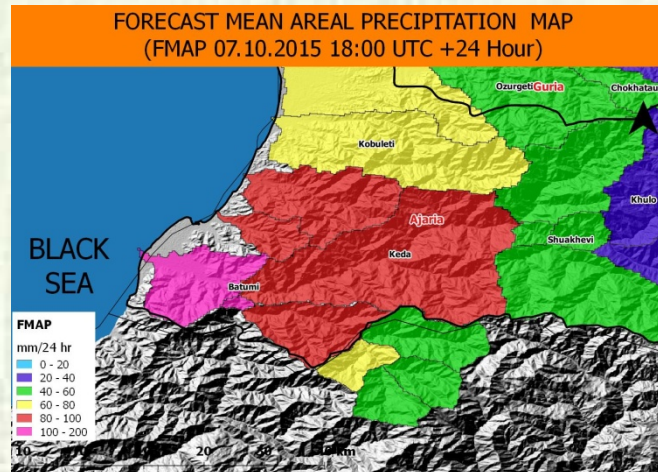 FORECAST MEAN AREAL PRECIPITATION MAP
(FMAP 07.10.2015 18:00 UTC +24 Hour)
Ozurgeti Guria
Chokhatau
Kobuleti
Khulo
Ajaria
Shuakhevi
BLACK
SEA
Keda
Batumi
FMAP
mm/24 hr
0 - 20
20 - 40
40 - 60
60 - 80
80 - 100
100 - 200
10
20
km